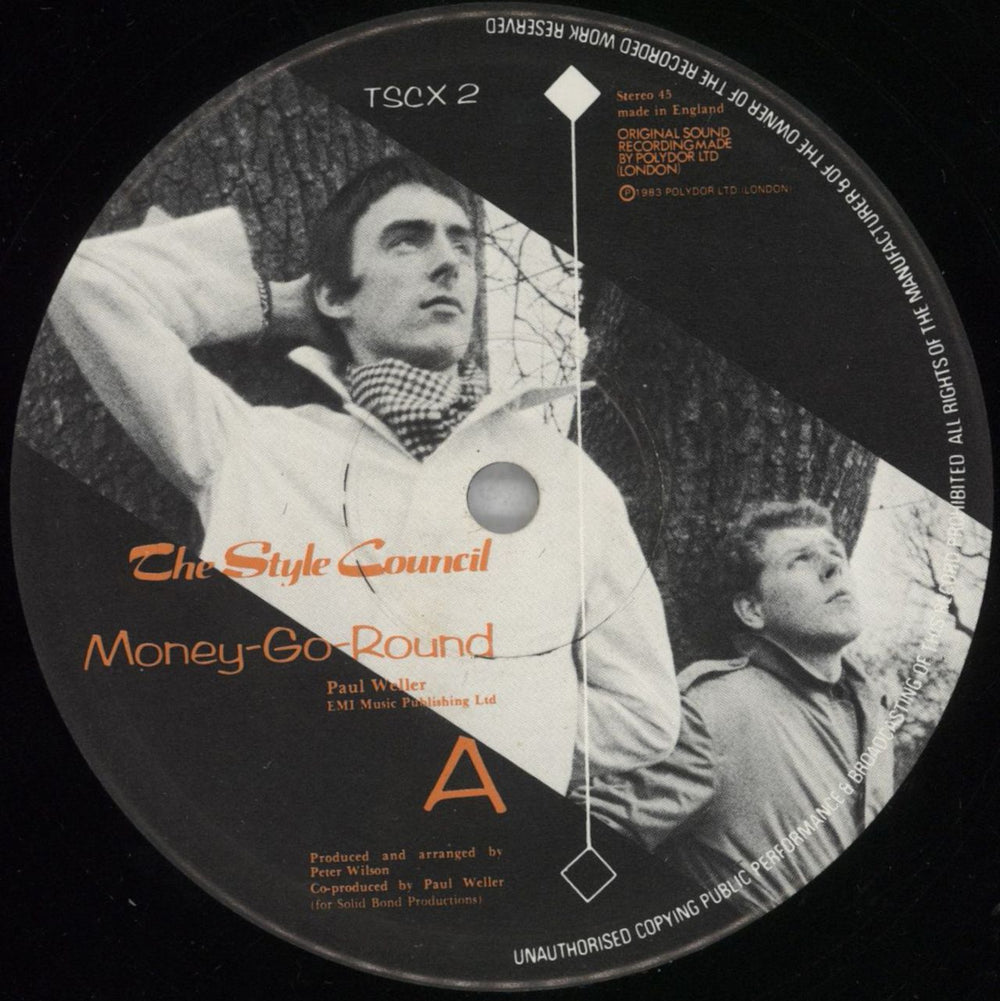 TSCX 2
Stereo 45
made in England
ORIGINAL SOUND
RECORDING MADE
BY POLYDOR LTD
(LONDON)
Ⓟ1983 POLYDOR LTD (LONDON)
The Style Council
Money-Go-Round
Paul Weller
EMI Music Publishing Ltd
A
Produced and arranged by
Peter Wilson
Co-produced by Paul Weller
(for Solid Bond Productions)
UNAUTHORISED COPYING PUBLIC PERFORMANCE & BROADCASTING OF THIS RECORD PROHIBITED ALL RIGHTS OF THE MANUFACTURER & OF THE OWNER OF THE RECORDED WORK RESERVED